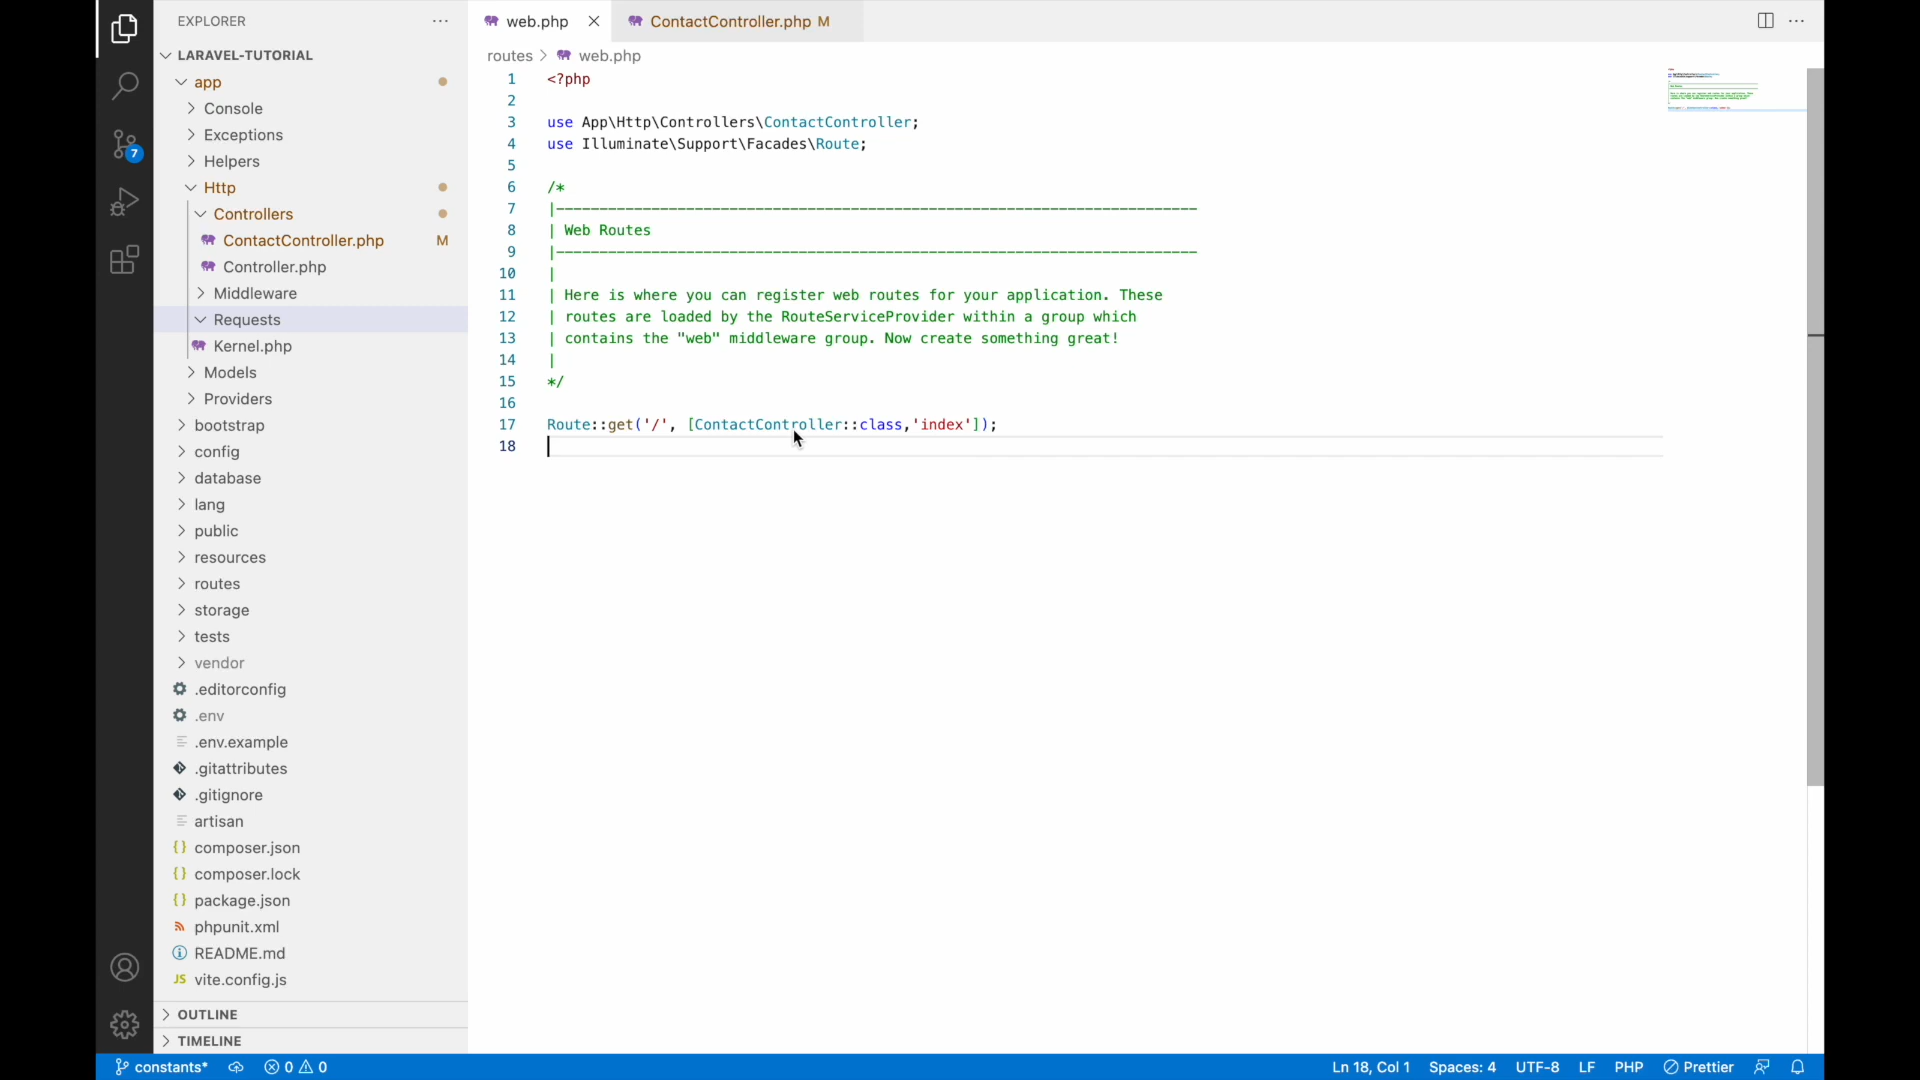 EXPLORER
LARAVEL-TUTORIAL
app
Console
Exceptions
Helpers
Http
Controllers
ContactController.php M
Controller.php
Middleware
Requests
Kernel.php
Models
Providers
bootstrap
config
database
lang
public
resources
routes
storage
tests
vendor
.editorconfig
.env
.env.example
.gitattributes
.gitignore
artisan
composer.json
composer.lock
package.json
phpunit.xml
README.md
JS vite.config.js
OUTLINE
TIMELINE
7
web.php
ContactController.php M
routes > web.php
1 <?php
2
3 use App\Http\Controllers\ContactController;
4 use Illuminate\Support\Facades\Route;
5
6 /*
7 |--------------------------------------------------------------------------
8 | Web Routes
9 |--------------------------------------------------------------------------
10 |
11 | Here is where you can register web routes for your application. These
12 | routes are loaded by the RouteServiceProvider within a group which
13 | contains the "web" middleware group. Now create something great!
14 |
15 */
16
17 Route::get('/', [ContactController::class,'index']);
18
constants* 0 0 Ln 18, Col 1 Spaces: 4 UTF-8 LF PHP Prettier